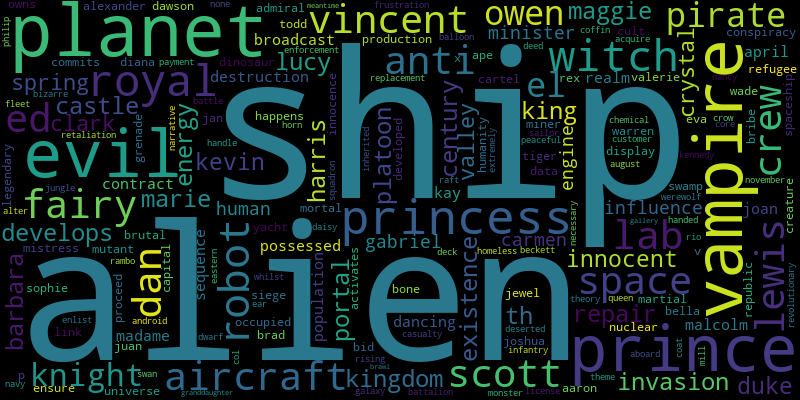 owns
alexander
dawson
none
admiral
todd
meantime
frustration
cult
coffin
conspiracy
philip
planet
vincent
owen
maggie
pirate
broadcast
production
balloon
minister
deed
acquire
commits
diana
payment
dinosaur
lucy
anti
ape
xi
witch
crystal
april
refugee
enforcement
spring
royal
destruction
innocence
cartel
el
rex
realm
valerie
wade
spaceship
bizarre
replacement
fleet
castle
energy
grenade
battle
king
century
miner
nancy
crow
core
eva
bribe
ed
clark
jan
happens
horn
harris
platoon
developed
valley
sailor
chemical
customer
warren
crew
retaliation
narrative
handle
ship
humanity
peaceful
extremely
engineer
tiger
data
display
august
kennedy
vampire
evil
kevin
squadron
inherited
kay
raft
swamp
november
creature
legendary
jungle
contract
marie
human
mortal
daisy
princess
necessary
influence
werewolf
joan
alter
fairy
develops
brutal
yacht
possessed
gabriel
carmen
gallery
handed
lab
rio
v
lewis
revolutionary
mistress
mutant
dan
capital
sequence
eastern
robot
population
portal
activates
deck
homeless
beckett
existence
innocent
republic
barbara
sophie
rambo
proceed
whilst
siege
ear
bone
jewel
th
space
theory
queen
martial
bella
alien
link
enlist
android
madame
dwarf
col
occupied
brad
dancing
casualty
deserted
joshua
infantry
repair
nuclear
malcolm
juan
bid
rising
prince
aboard
coat
mill
p
navy
knight
swan
aircraft
kingdom
scott
aaron
theme
invasion
duke
ensure
universe
granddaughter
galaxy
brawl
battalion
monster
license